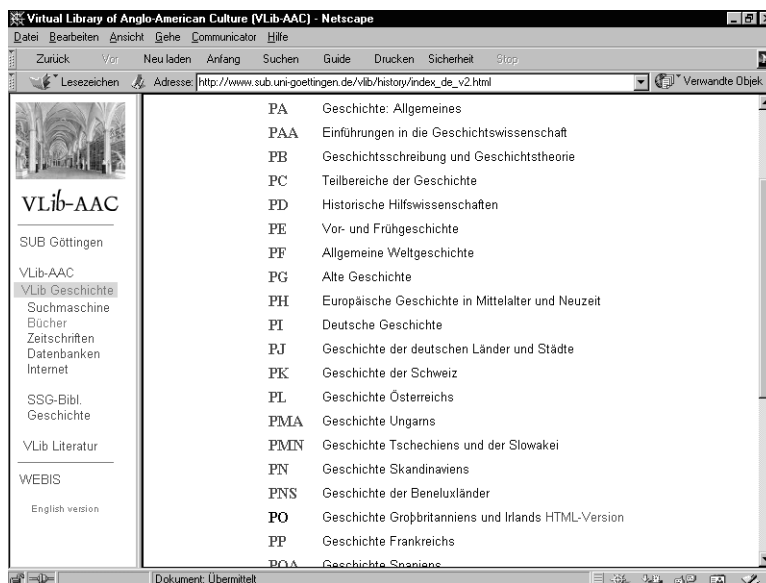 Virtual Library of Anglo-American Culture (VLib-AAC) - Netscape
Datei Bearbeiten Ansicht Gehe Communicator Hilfe
Zurück Vor Neu laden Anfang Suchen Guide Drucken Sicherheit Stop
Lesezeichen Adresse: http://www.sub.uni-goettingen.de/vlib/history/index_de_v2.html Verwandte Objek
VLib-AAC
SUB Göttingen
VLib-AAC
VLib Geschichte
Suchmaschine
Bücher
Zeitschriften
Datenbanken
Internet
SSG-Bibl.
Geschichte
VLib Literatur
WEBIS
English version
PA Geschichte: Allgemeines
PAA Einführungen in die Geschichtswissenschaft
PB Geschichtsschreibung und Geschichtstheorie
PC Teilbereiche der Geschichte
PD Historische Hilfswissenschaften
PE Vor- und Frühgeschichte
PF Allgemeine Weltgeschichte
PG Alte Geschichte
PH Europäische Geschichte in Mittelalter und Neuzeit
PI Deutsche Geschichte
PJ Geschichte der deutschen Länder und Städte
PK Geschichte der Schweiz
PL Geschichte Österreichs
PMA Geschichte Ungarns
PMN Geschichte Tschechiens und der Slowakei
PN Geschichte Skandinaviens
PNS Geschichte der Beneluxländer
PO Geschichte Groþbritanniens und Irlands HTML-Version
PP Geschichte Frankreichs
PQA Geschichte Spaniens
Dokument: Übermittelt